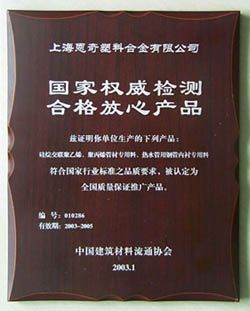 上海恩奇塑料合金有限公司
国家权威检测
合格放心产品
兹证明你单位生产的下列产品：
硅烷交联聚乙烯、聚丙烯管材专用料、热水管用钢管内衬专用料
符合国家行业标准之品质要求，被认定为
全国质量保证推广产品。
编 号：010286
有效期：2003-2005
中国建筑材料流通协会
2003.1